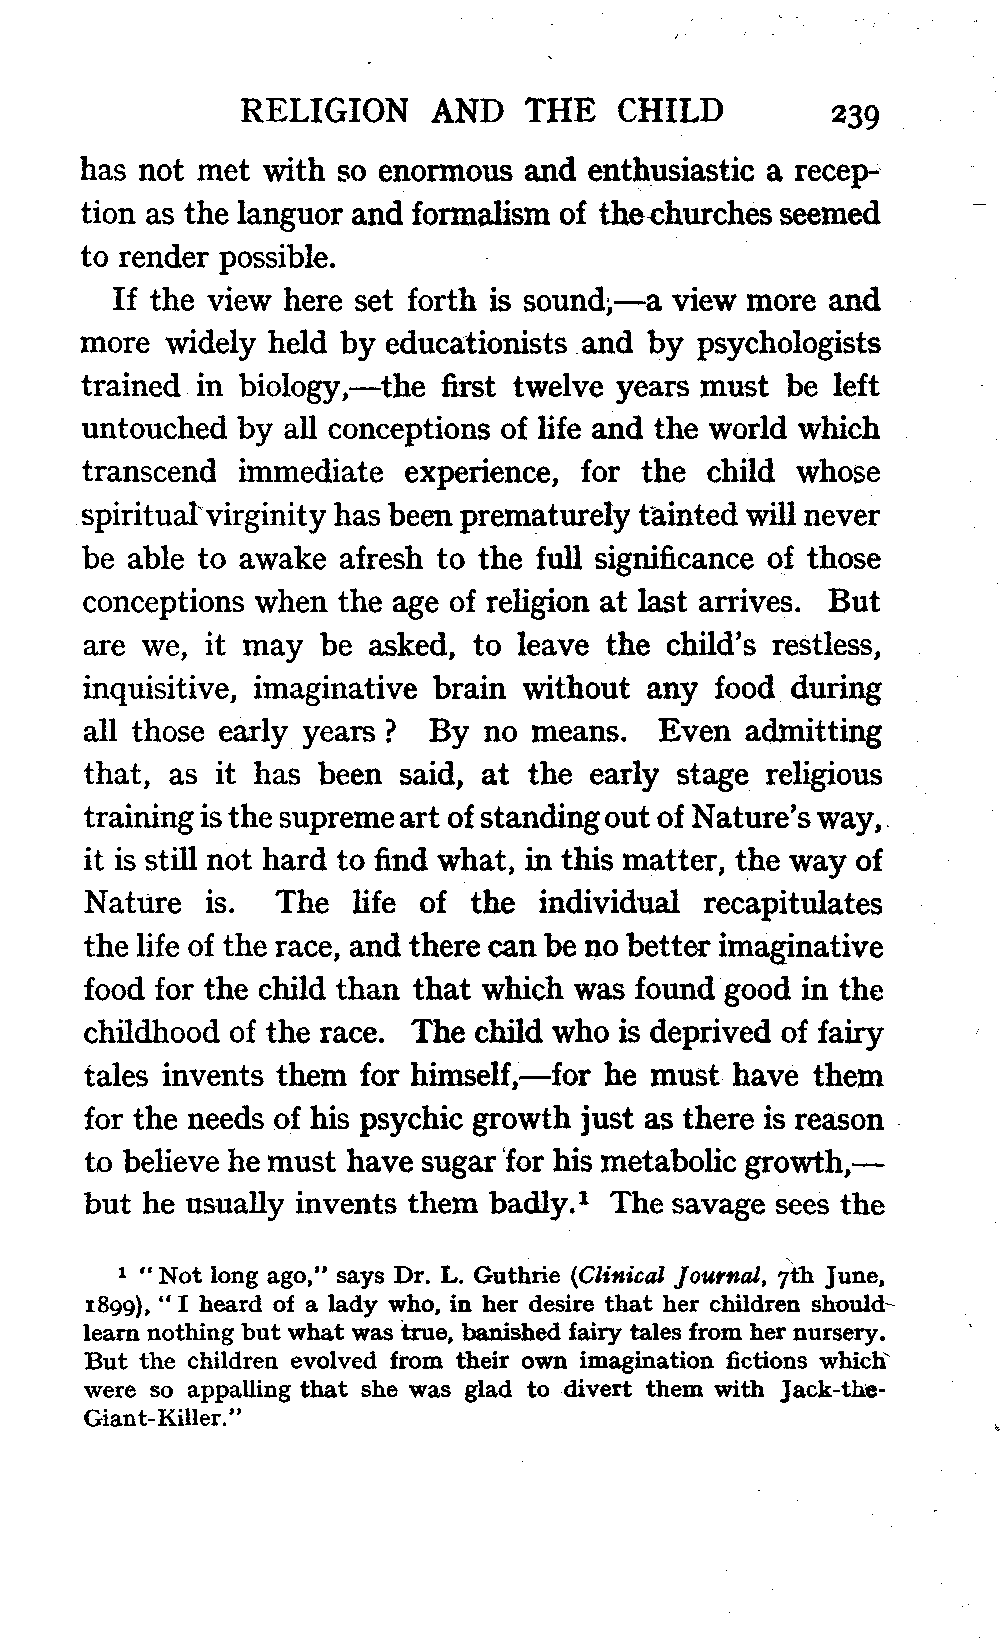 RELIGION AND THE CHILD 239
has not met with so enormous and enthusiastic a recep-
tion as the languor and formalism of the churches seemed
to render possible.
If the view here set forth is sound,—a view more and
more widely held by educationists and by psychologists
trained in biology,—the first twelve years must be left
untouched by all conceptions of life and the world which
transcend immediate experience, for the child whose
spiritual virginity has been prematurely tainted will never
be able to awake afresh to the full significance of those
conceptions when the age of religion at last arrives. But
are we, it may be asked, to leave the child's restless,
inquisitive, imaginative brain without any food during
all those early years ? By no means. Even admitting
that, as it has been said, at the early stage religious
training is the supreme art of standing out of Nature's way,
it is still not hard to find what, in this matter, the way of
Nature is. The life of the individual recapitulates
the life of the race, and there can be no better imaginative
food for the child than that which was found good in the
childhood of the race. The child who is deprived of fairy
tales invents them for himself,—for he must have them
for the needs of his psychic growth just as there is reason
to believe he must have sugar for his metabolic growth,—
but he usually invents them badly.¹ The savage sees the
¹ "Not long ago," says Dr. L. Guthrie (Clinical Journal, 7th June,
1899), "I heard of a lady who, in her desire that her children should
learn nothing but what was true, banished fairy tales from her nursery.
But the children evolved from their own imagination fictions which
were so appalling that she was glad to divert them with Jack-the-
Giant-Killer."